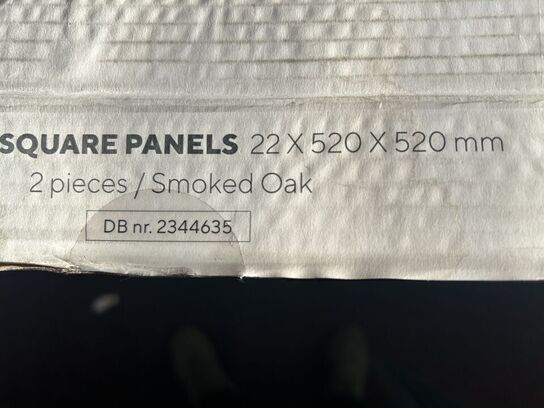 SQUARE PANELS 22 X 520 X 520 mm
2 pieces / Smoked Oak
DB nr. 2344635